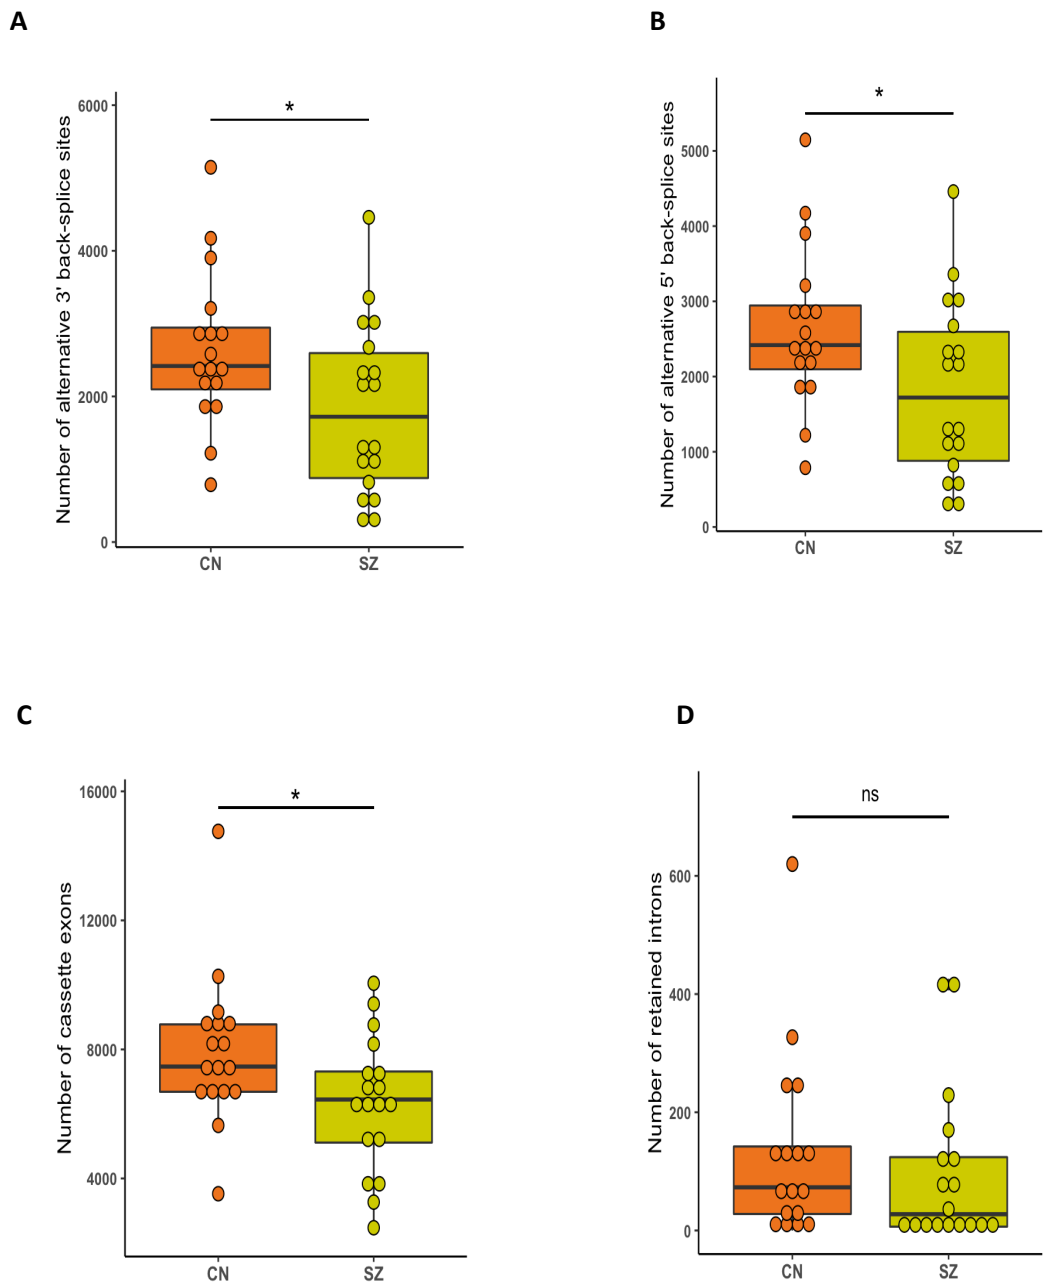 A
B
Number of alternative 3' back-splice sites
6000
4000
2000
0
*
CN
SZ
Number of alternative 5' back-splice sites
5000
4000
3000
2000
1000
0
*
CN
SZ
C
D
Number of cassette exons
16000
12000
8000
4000
*
CN
SZ
Number of retained introns
600
400
200
0
ns
CN
SZ